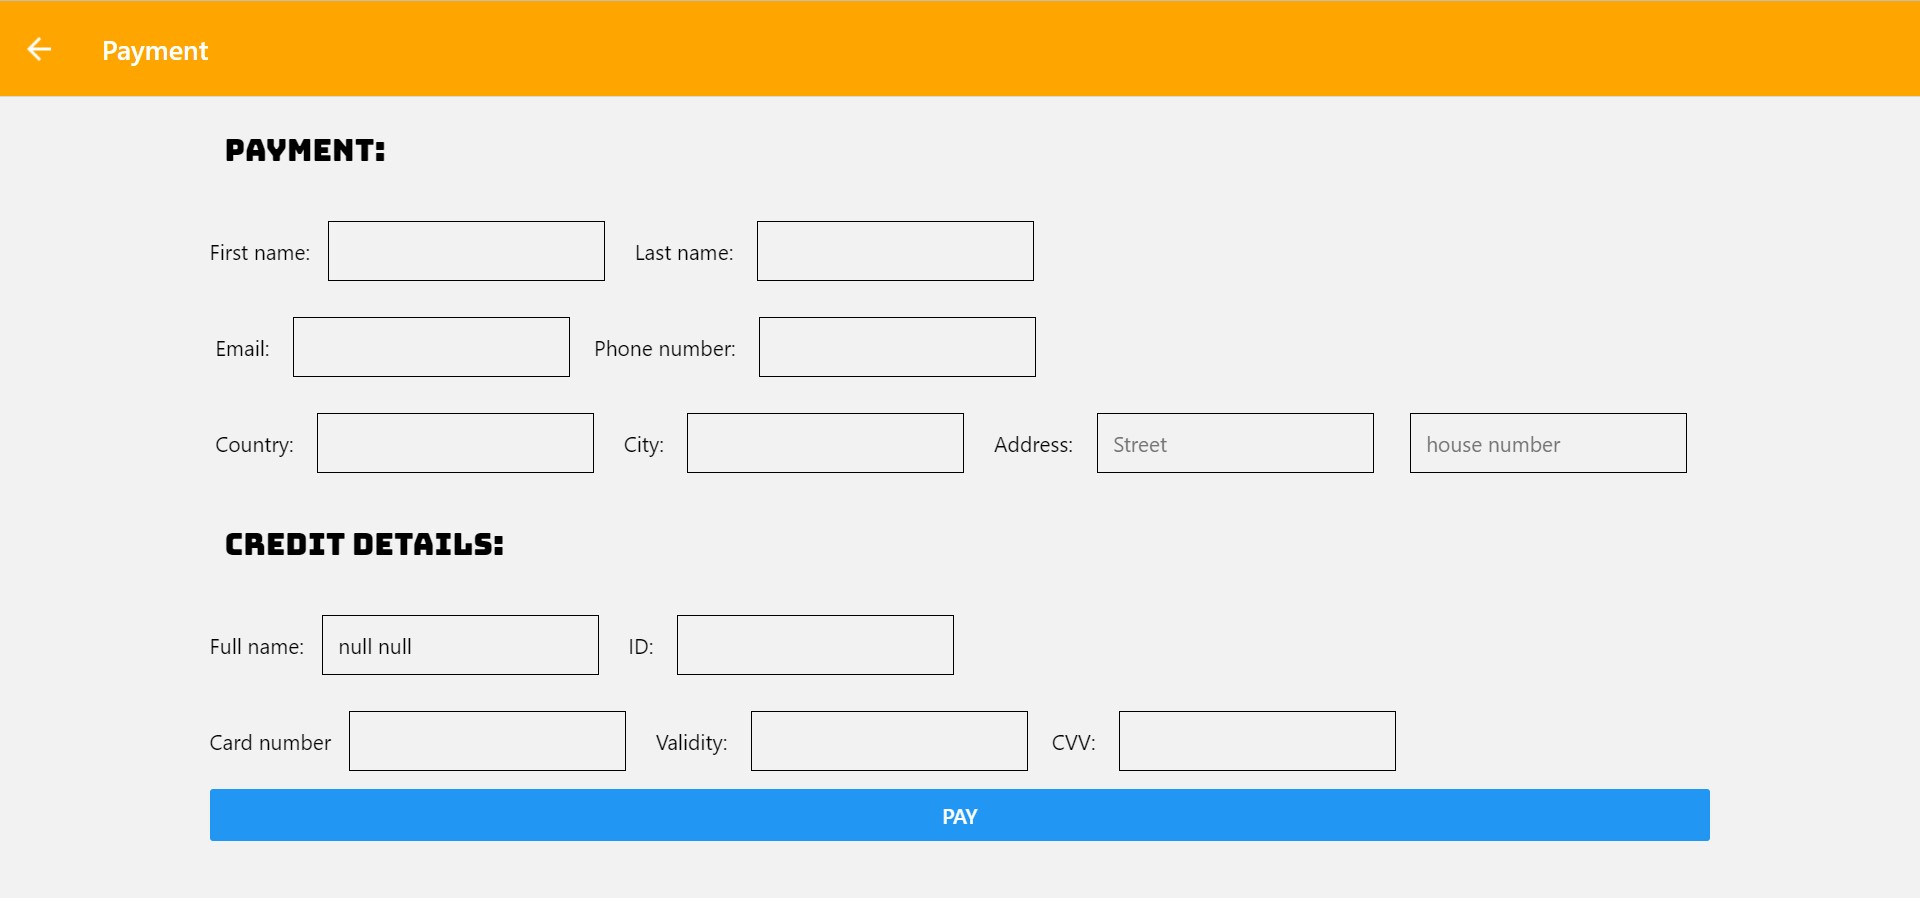 Payment
PAYMENT:
First name: Last name:
Email: Phone number:
Country: City: Address: Street house number
CREDIT DETAILS:
Full name: null null ID:
Card number Validity: CVV:
PAY